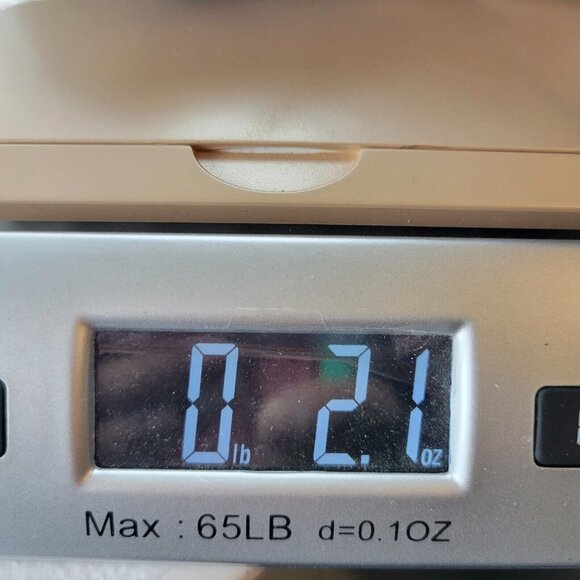 0 lb 2.1 oz
Max : 65LB d=0.1OZ